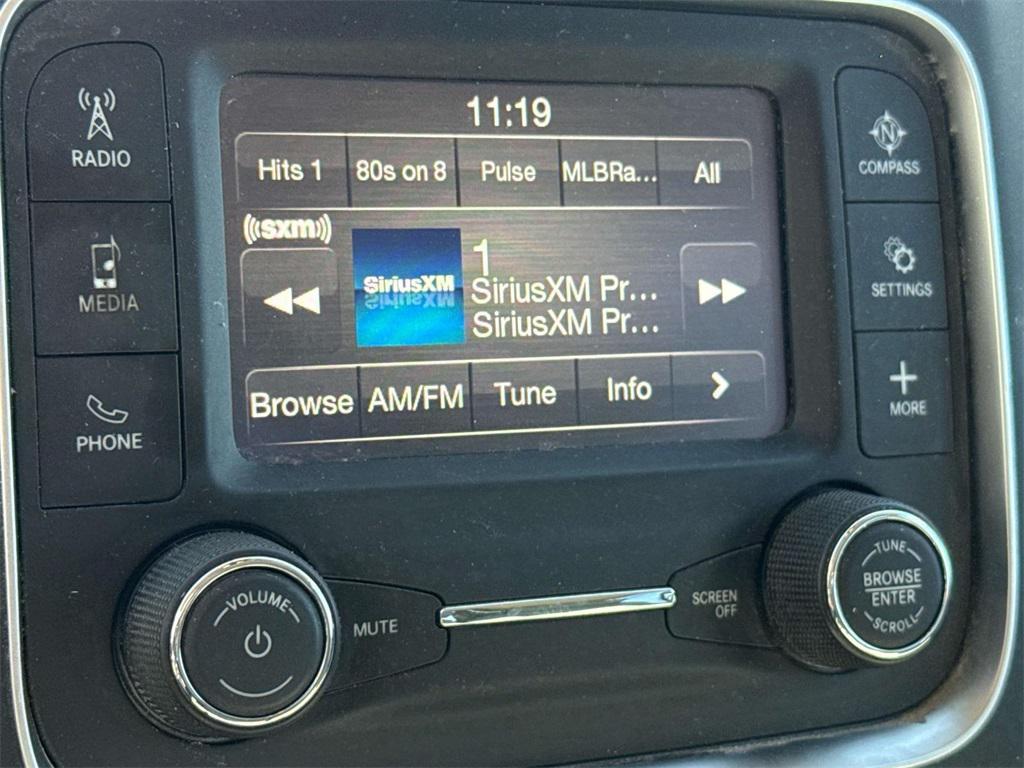 11:19
Hits 1
80s on 8
Pulse
MLBRa...
All
((sxm))
SiriusXM
1
SiriusXM Pr...
SiriusXM Pr...
Browse
AM/FM
Tune
Info
RADIO
MEDIA
PHONE
N
COMPASS
SETTINGS
MORE
VOLUME
MUTE
SCREEN
OFF
TUNE
BROWSE
ENTER
SCROLL